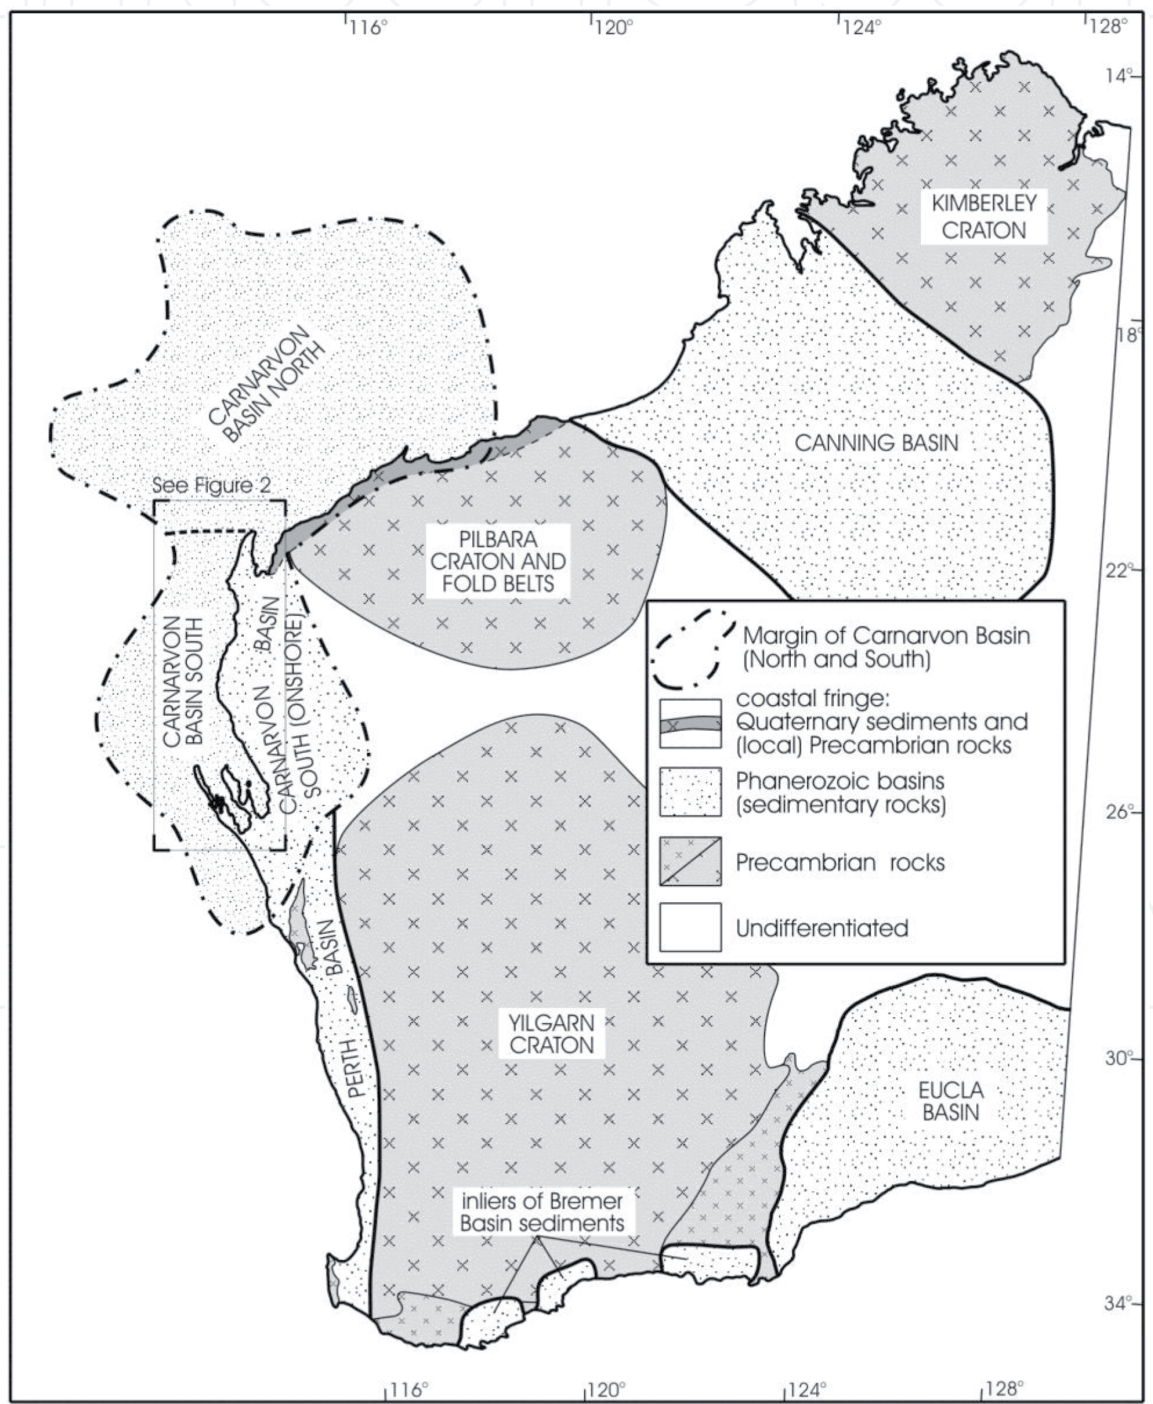 116°
120°
124°
128°
14°
KIMBERLEY
CRATON
18°
CARNARVON
BASIN NORTH
CANNING BASIN
See Figure 2
PILBARA
CRATON AND
FOLD BELTS
22°
CARNARVON
BASIN SOUTH
CARNARVON BASIN
SOUTH (ONSHORE)
Margin of Carnarvon Basin
(North and South)
coastal fringe:
Quaternary sediments and
(local) Precambrian rocks
Phanerozoic basins
(sedimentary rocks)
26°
Precambrian rocks
Undifferentiated
PERTH BASIN
YILGARN
CRATON
30°
EUCLA
BASIN
inliers of Bremer
Basin sediments
34°
116°
120°
124°
128°